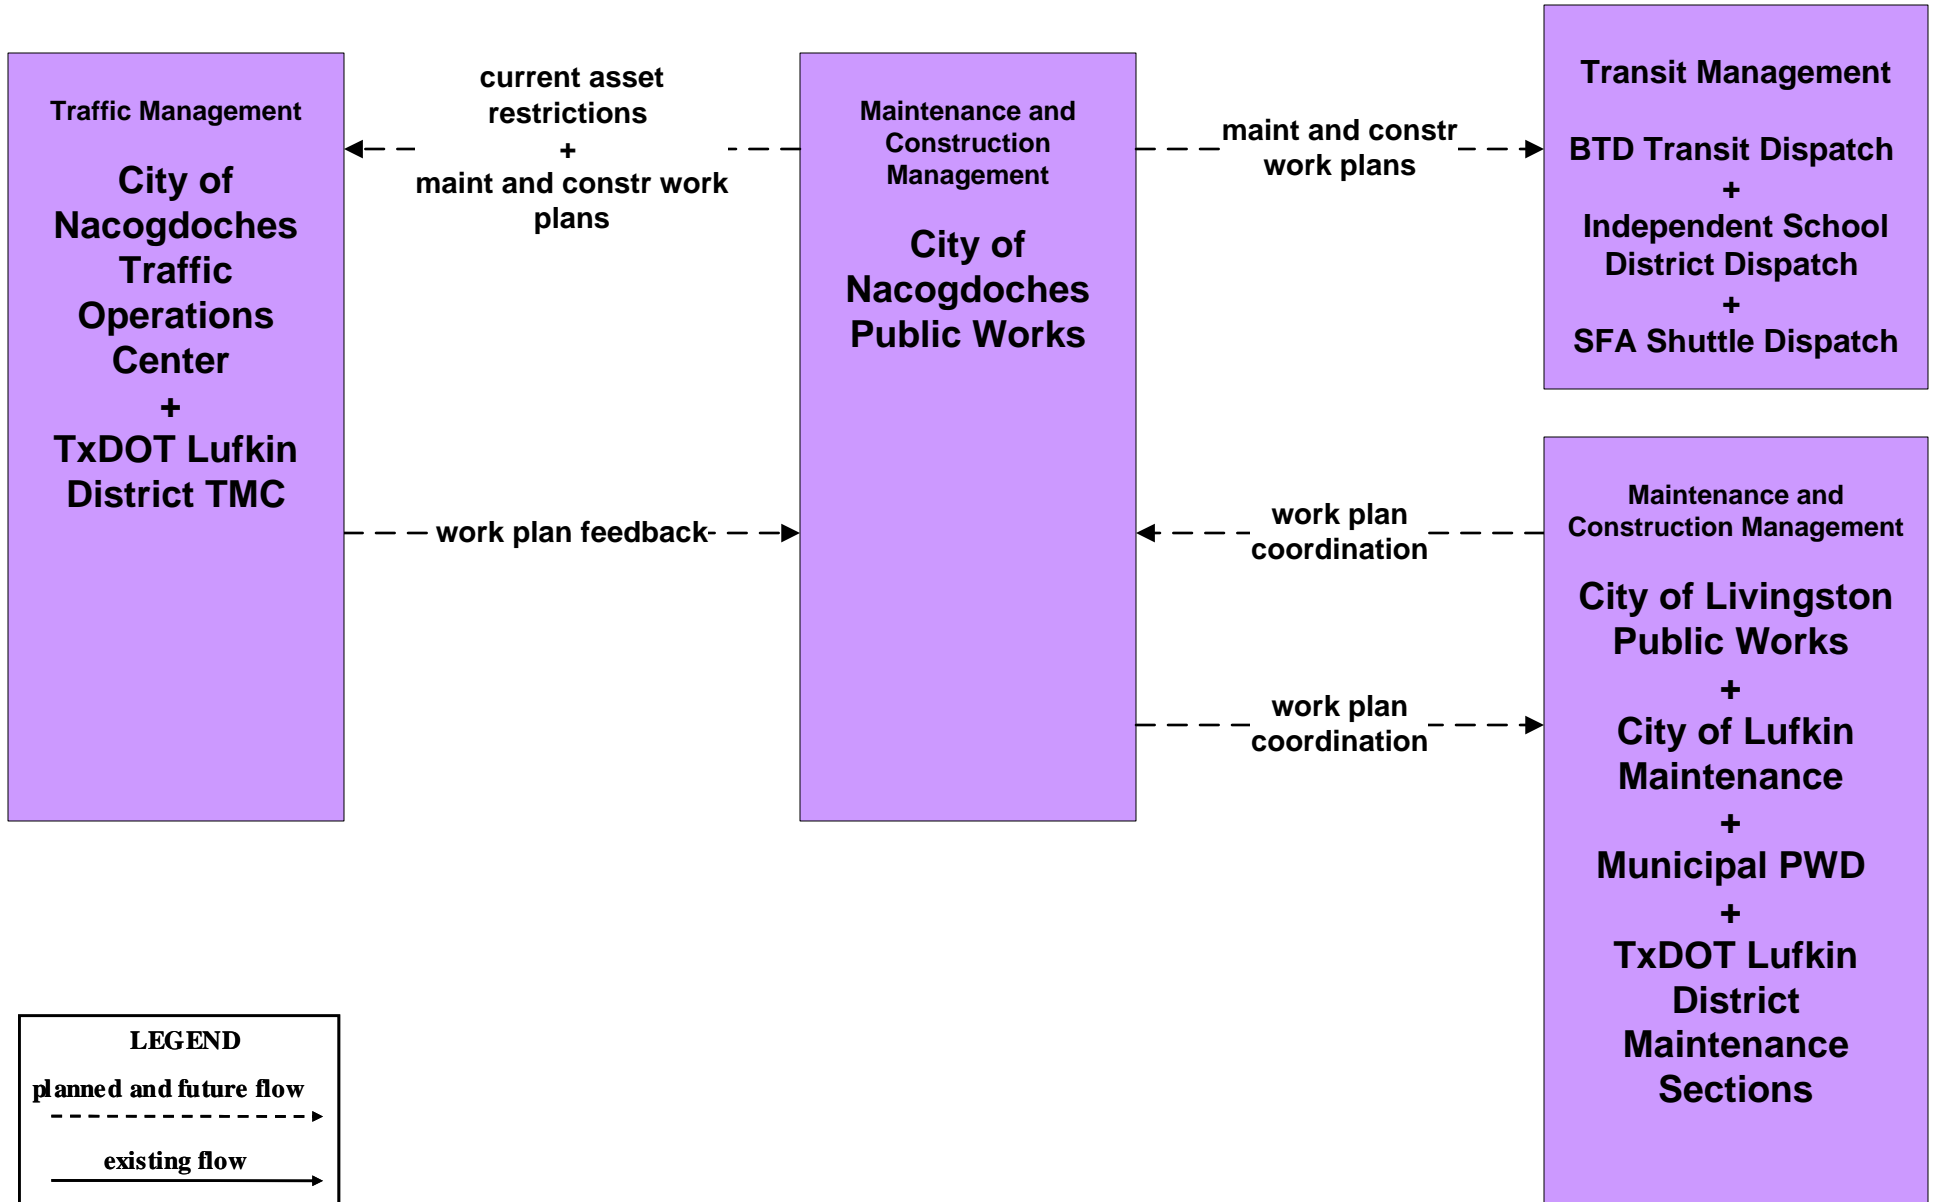 Traffic Management
City of
Nacogdoches
Traffic
Operations
Center
+
TxDOT Lufkin
District TMC
current asset
restrictions
+
maint and constr work
plans
work plan feedback
Maintenance and
Construction
Management
City of
Nacogdoches
Public Works
maint and constr
work plans
work plan
coordination
work plan
coordination
Transit Management
BTD Transit Dispatch
+
Independent School
District Dispatch
+
SFA Shuttle Dispatch
Maintenance and
Construction Management
City of Livingston
Public Works
+
City of Lufkin
Maintenance
+
Municipal PWD
+
TxDOT Lufkin
District
Maintenance
Sections
LEGEND
planned and future flow
existing flow